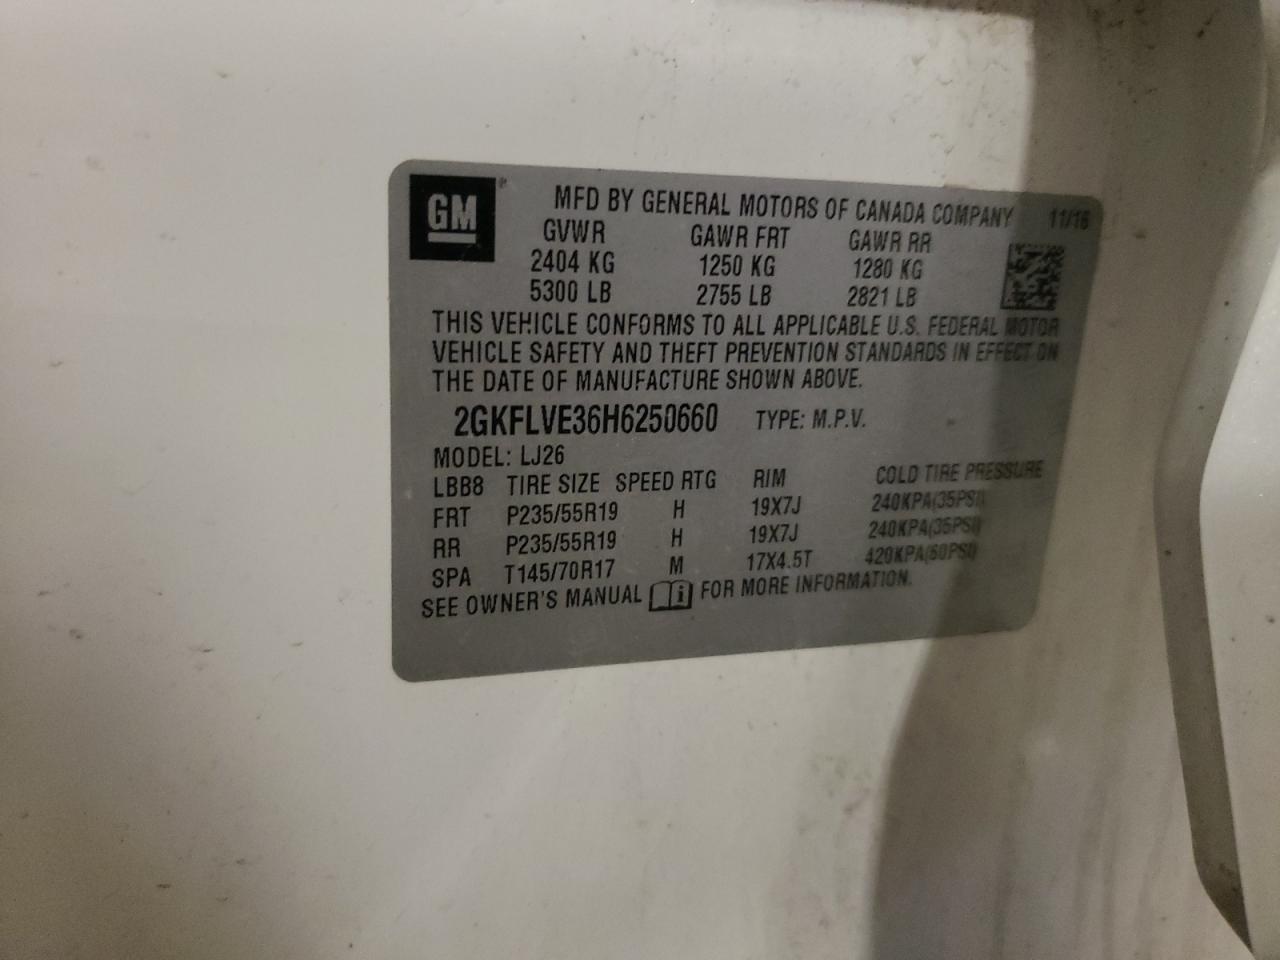 GM ®
MFD BY GENERAL MOTORS OF CANADA COMPANY 11/16
GVWR GAWR FRT GAWR RR
2404 KG 1250 KG 1280 KG
5300 LB 2755 LB 2821 LB
THIS VEHICLE CONFORMS TO ALL APPLICABLE U.S. FEDERAL MOTOR
VEHICLE SAFETY AND THEFT PREVENTION STANDARDS IN EFFECT ON
THE DATE OF MANUFACTURE SHOWN ABOVE.
2GKFLVE36H6250660 TYPE: M.P.V.
MODEL: LJ26
LBB8 TIRE SIZE SPEED RTG RIM COLD TIRE PRESSURE
FRT P235/55R19 H 19X7J 240KPA(35PSI)
RR P235/55R19 H 19X7J 240KPA(35PSI)
SPA T145/70R17 M 17X4.5T 420KPA(60PSI)
SEE OWNER'S MANUAL i FOR MORE INFORMATION.